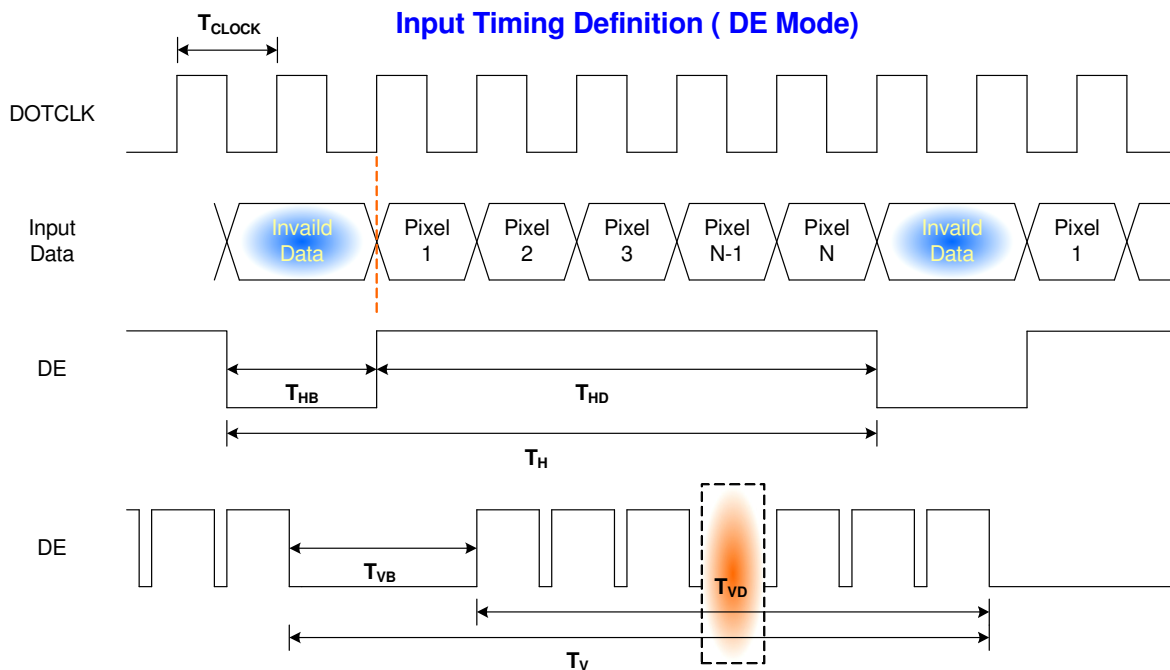 Input Timing Definition ( DE Mode)
TCLOCK
DOTCLK
Input
Data
Invaild
Data
Pixel
1
Pixel
2
Pixel
3
Pixel
N-1
Pixel
N
Invaild
Data
Pixel
1
DE
THB
THD
TH
DE
TVB
TVD
TV